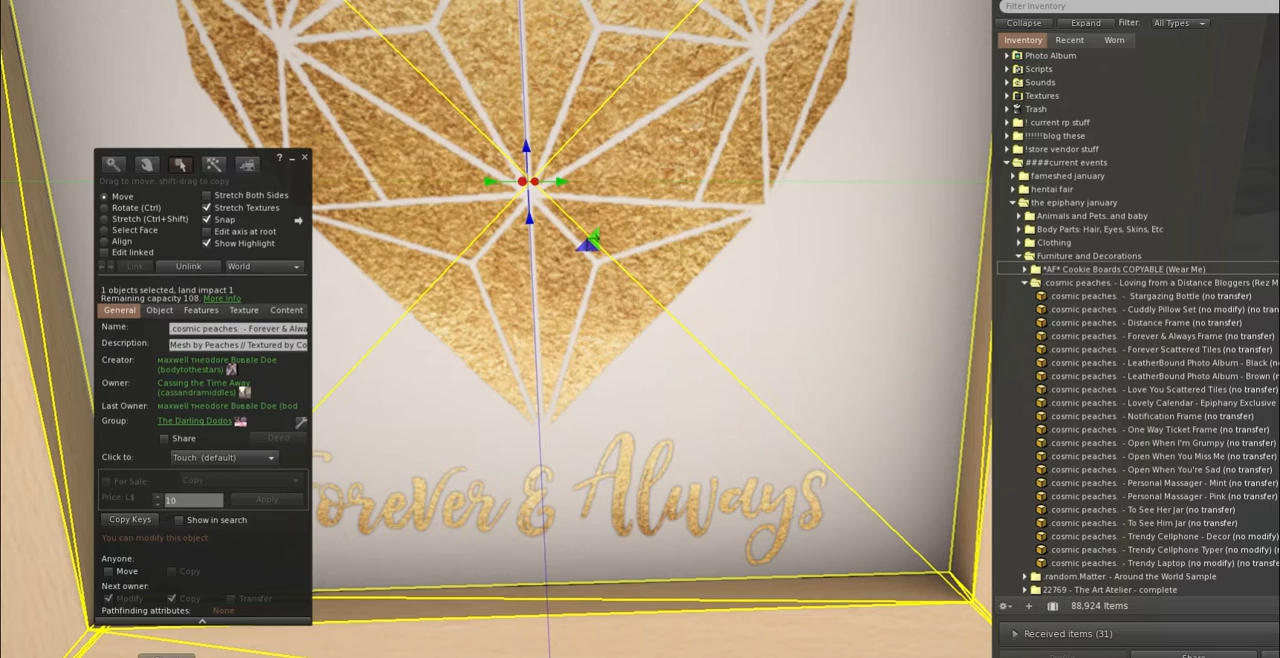 Drag to move, shift-drag to copy
Move
Rotate (Ctrl)
Stretch (Ctrl+Shift)
Select Face
Align
Edit linked
Stretch Both Sides
Stretch Textures
Snap
Edit axis at root
Show Highlight
Link
Unlink
World
1 objects selected, land impact 1
Remaining capacity 108. More info
General Object Features Texture Content
Name: .cosmic peaches. - Forever & Alwa
Description: Mesh by Peaches // Textured by Co
Creator: Maxwell Theodore Bubble Doe
(bodytothestars)
Owner: Cassing the Time Away
(cassandramiddles)
Last Owner: Maxwell Theodore Bubble Doe (bod
Group: The Darling Dodos
Share
Deed
Click to: Touch (default)
For Sale: Copy
Price: L$ 10 Apply
Copy Keys
Show in search
You can modify this object
Anyone:
Move Copy
Next owner:
Modify Copy Transfer
Pathfinding attributes: None
Forever & Always
Filter Inventory
Collapse Expand Filter: All Types
Inventory Recent Worn
Photo Album
Scripts
Sounds
Textures
Trash
! current rp stuff
!!!!!!!blog these
!store vendor stuff
####current events
fameshed january
hentai fair
the epiphany january
Animals and Pets..and baby
Body Parts: Hair, Eyes, Skins, Etc
Clothing
Furniture and Decorations
*AF* Cookie Boards COPYABLE (Wear Me)
.cosmic peaches. - Loving from a Distance Bloggers (Rez M
.cosmic peaches. - Stargazing Bottle (no transfer)
.cosmic peaches. - Cuddly Pillow Set (no modify) (no tran
.cosmic peaches. - Distance Frame (no transfer)
.cosmic peaches. - Forever & Always Frame (no transfer)
.cosmic peaches. - Forever Scattered Tiles (no transfer)
.cosmic peaches. - LeatherBound Photo Album - Black (n
.cosmic peaches. - LeatherBound Photo Album - Brown (
.cosmic peaches. - Love You Scattered Tiles (no transfer)
.cosmic peaches. - Lovely Calendar - Epiphany Exclusive
.cosmic peaches. - Notification Frame (no transfer)
.cosmic peaches. - One Way Ticket Frame (no transfer)
.cosmic peaches. - Open When I'm Grumpy (no transfer)
.cosmic peaches. - Open When You Miss Me (no transfer)
.cosmic peaches. - Open When You're Sad (no transfer)
.cosmic peaches. - Personal Massager - Mint (no transfer)
.cosmic peaches. - Personal Massager - Pink (no transfer)
.cosmic peaches. - To See Her Jar (no transfer)
.cosmic peaches. - To See Him Jar (no transfer)
.cosmic peaches. - Trendy Cellphone - Decor (no modify)
.cosmic peaches. - Trendy Cellphone Typer (no modify) (
.cosmic peaches. - Trendy Laptop (no modify) (no transfe
.random.Matter. - Around the World Sample
22769 - The Art Atelier - complete
88,924 Items
Received items (31)